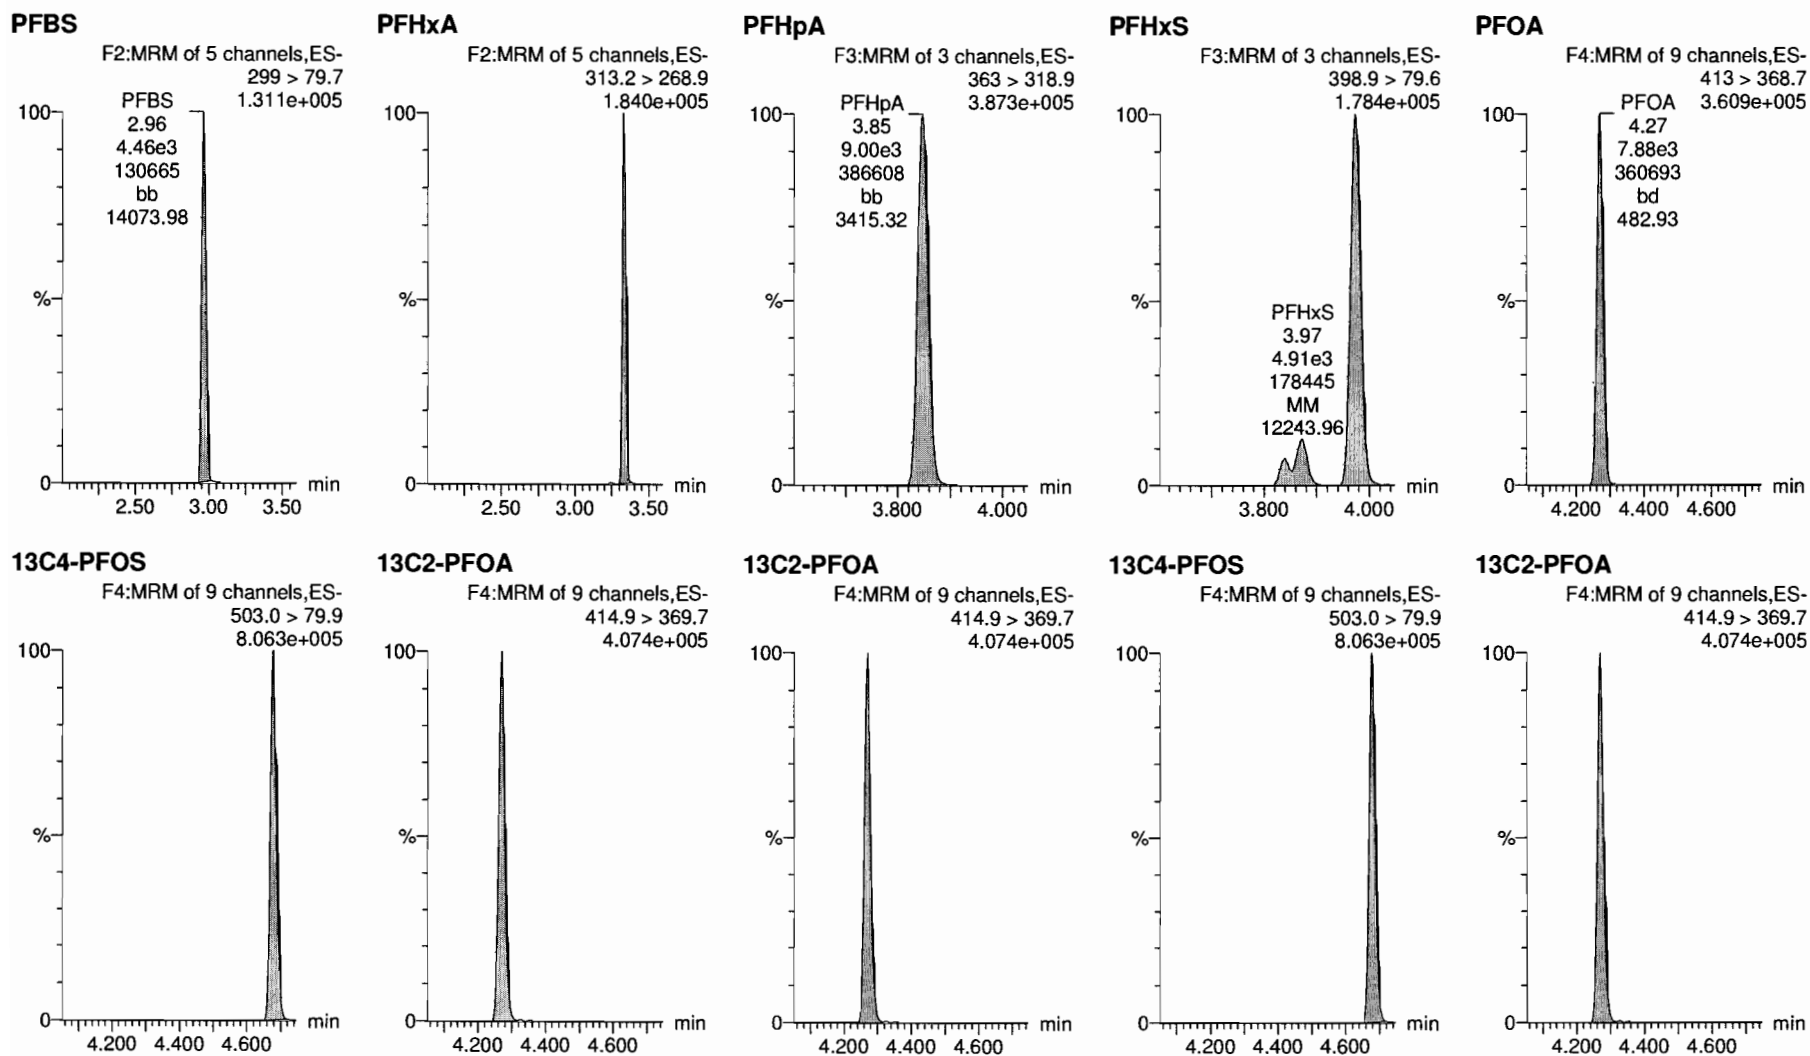 PFBS
F2:MRM of 5 channels,ES-
299 > 79.7
1.311e+005
PFBS
2.96
4.46e3
130665
bb
14073.98
100
%
0
2.50 3.00 3.50
min
PFHxA
F2:MRM of 5 channels,ES-
313.2 > 268.9
1.840e+005
100
%
0
2.50 3.00 3.50
min
PFHpA
F3:MRM of 3 channels,ES-
363 > 318.9
3.873e+005
PFHpA
3.85
9.00e3
386608
bb
3415.32
100
%
0
3.800 4.000
min
PFHxS
F3:MRM of 3 channels,ES-
398.9 > 79.6
1.784e+005
100
PFHxS
3.97
4.91e3
178445
MM
12243.96
%
0
3.800 4.000
min
PFOA
F4:MRM of 9 channels,ES-
413 > 368.7
3.609e+005
PFOA
4.27
7.88e3
360693
bd
482.93
100
%
0
4.200 4.400 4.600
min
13C4-PFOS
F4:MRM of 9 channels,ES-
503.0 > 79.9
8.063e+005
100
%
0
4.200 4.400 4.600
min
13C2-PFOA
F4:MRM of 9 channels,ES-
414.9 > 369.7
4.074e+005
100
%
0
4.200 4.400 4.600
min
13C2-PFOA
F4:MRM of 9 channels,ES-
414.9 > 369.7
4.074e+005
100
%
0
4.200 4.400 4.600
min
13C4-PFOS
F4:MRM of 9 channels,ES-
503.0 > 79.9
8.063e+005
100
%
0
4.200 4.400 4.600
min
13C2-PFOA
F4:MRM of 9 channels,ES-
414.9 > 369.7
4.074e+005
100
%
0
4.200 4.400 4.600
min